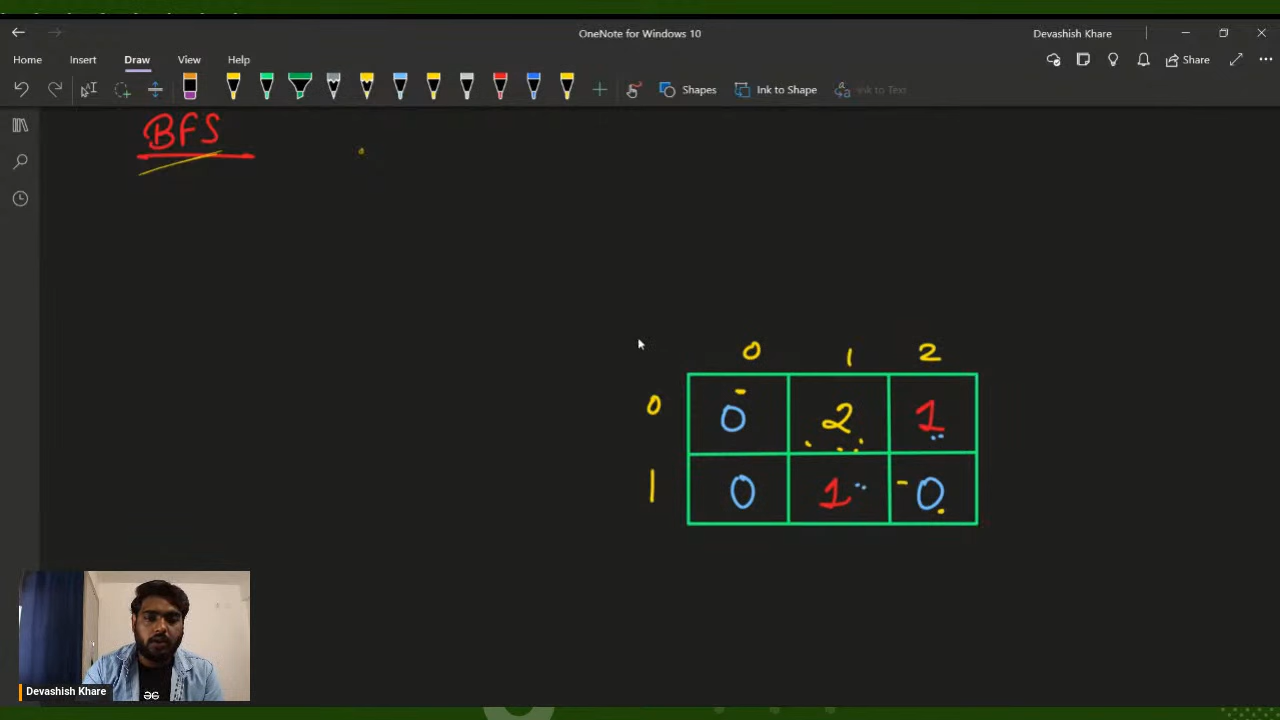 OneNote for Windows 10
Devashish Khare
Home Insert Draw View Help
Share
Shapes Ink to Shape Ink to Text
BFS
0 1 2
0 0 2 1
1 0 1 0
Devashish Khare